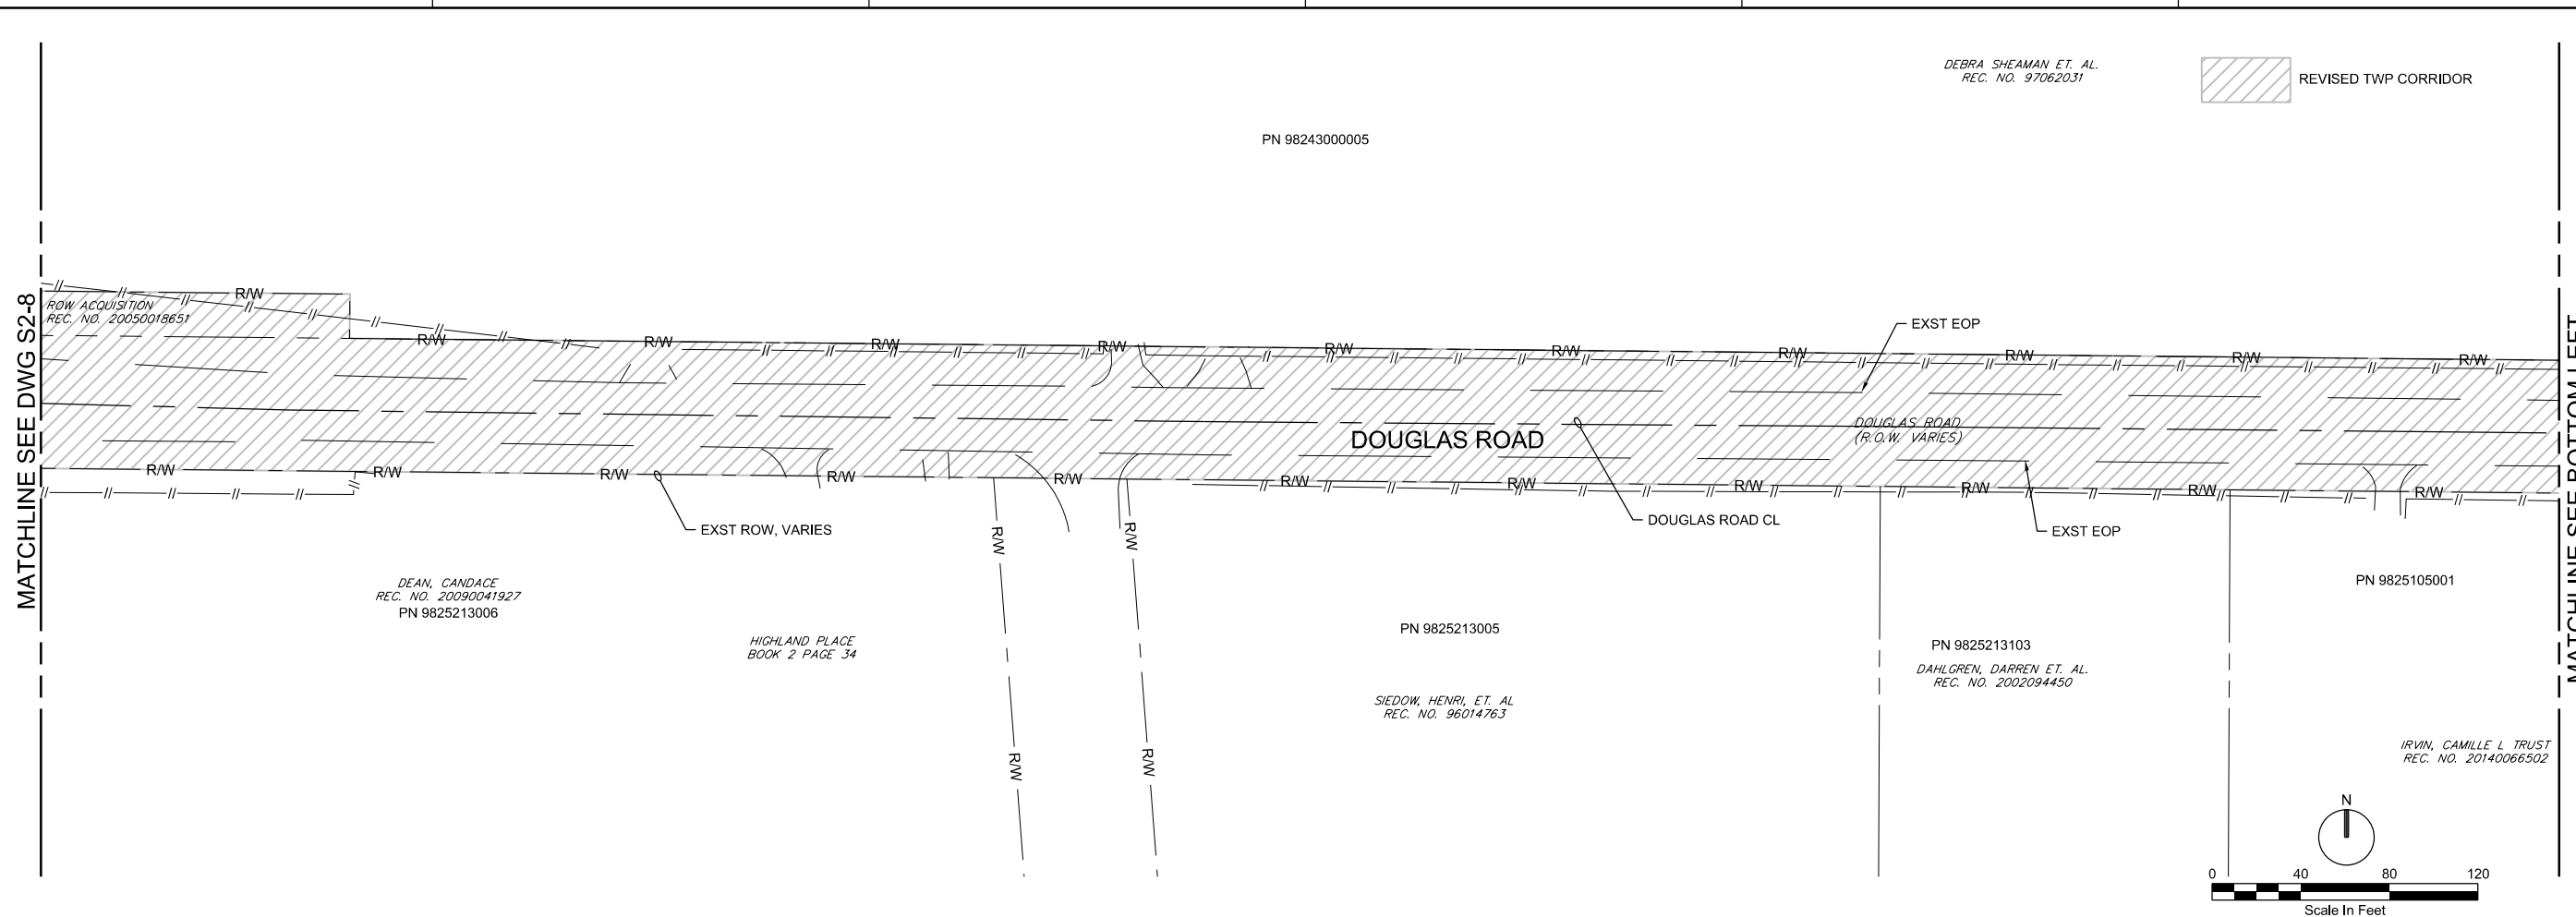 DEBRA SHEAMAN ET. AL.
REC. NO. 97062031
REVISED TWP CORRIDOR
PN 98243000005
MATCHLINE SEE DWG S2-8
R/W
ROW ACQUISITION
REC. NO. 20050018651
R/W
R/W
R/W
R/W
R/W
R/W
R/W
R/W
R/W
R/W
EXST EOP
DOUGLAS ROAD
DOUGLAS ROAD
(R.O.W. VARIES)
R/W
R/W
R/W
R/W
R/W
R/W
R/W
R/W
R/W
R/W
R/W
EXST ROW, VARIES
R/W
R/W
DOUGLAS ROAD CL
EXST EOP
MATCHLINE SEE BOTTOM LEFT
DEAN, CANDACE
REC. NO. 20090041927
PN 9825213006
HIGHLAND PLACE
BOOK 2 PAGE 34
PN 9825213005
SIEDOW, HENRI, ET. AL
REC. NO. 96014763
PN 9825213103
DAHLGREN, DARREN ET. AL.
REC. NO. 2002094450
PN 9825105001
IRVIN, CAMILLE L TRUST
REC. NO. 20140066502
R/W
R/W
N
0 40 80 120
Scale In Feet